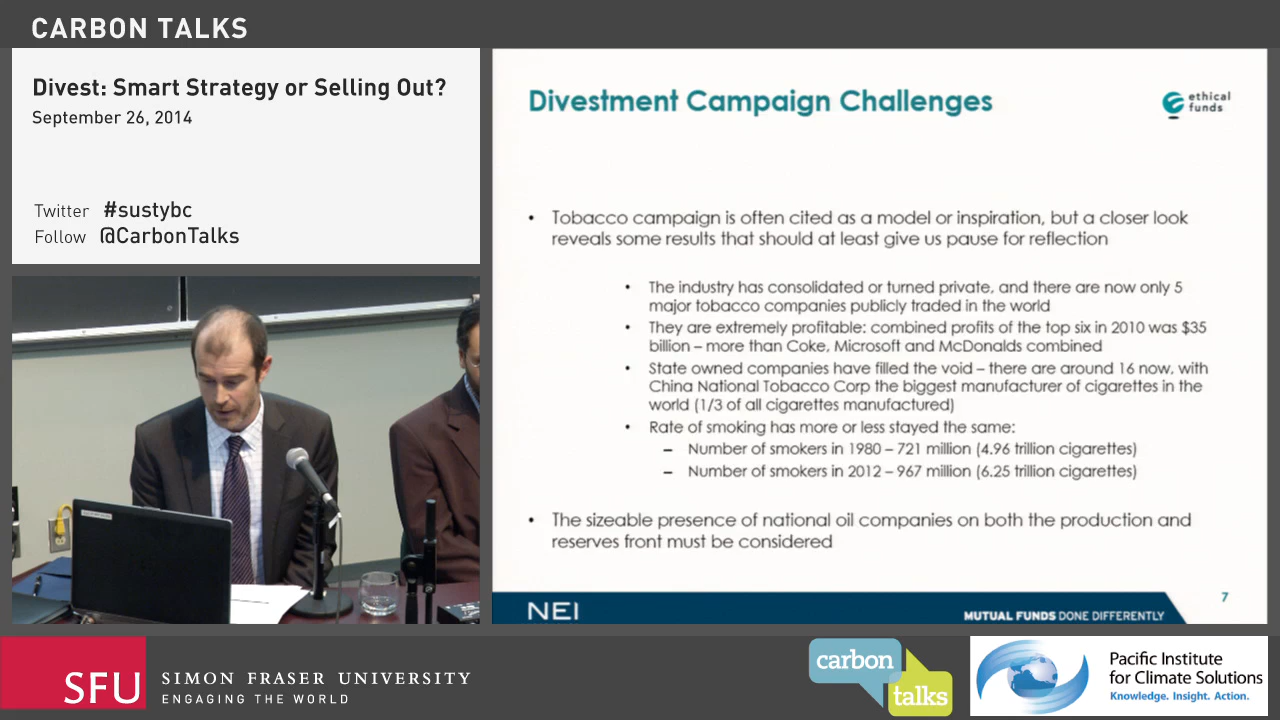 CARBON TALKS
Divest: Smart Strategy or Selling Out?
September 26, 2014
Twitter #sustybc
Follow @CarbonTalks
Divestment Campaign Challenges
ethical
funds
• Tobacco campaign is often cited as a model or inspiration, but a closer look
reveals some results that should at least give us pause for reflection
• The industry has consolidated or turned private, and there are now only 5
major tobacco companies publicly traded in the world
• They are extremely profitable: combined profits of the top six in 2010 was $35
billion – more than Coke, Microsoft and McDonalds combined
• State owned companies have filled the void – there are around 16 now, with
China National Tobacco Corp the biggest manufacturer of cigarettes in the
world (1/3 of all cigarettes manufactured)
• Rate of smoking has more or less stayed the same:
– Number of smokers in 1980 – 721 million (4.96 trillion cigarettes)
– Number of smokers in 2012 – 967 million (6.25 trillion cigarettes)
• The sizeable presence of national oil companies on both the production and
reserves front must be considered
7
NEI
MUTUAL FUNDS DONE DIFFERENTLY
SFU
SIMON FRASER UNIVERSITY
ENGAGING THE WORLD
carbon
talks
Pacific Institute
for Climate Solutions
Knowledge. Insight. Action.